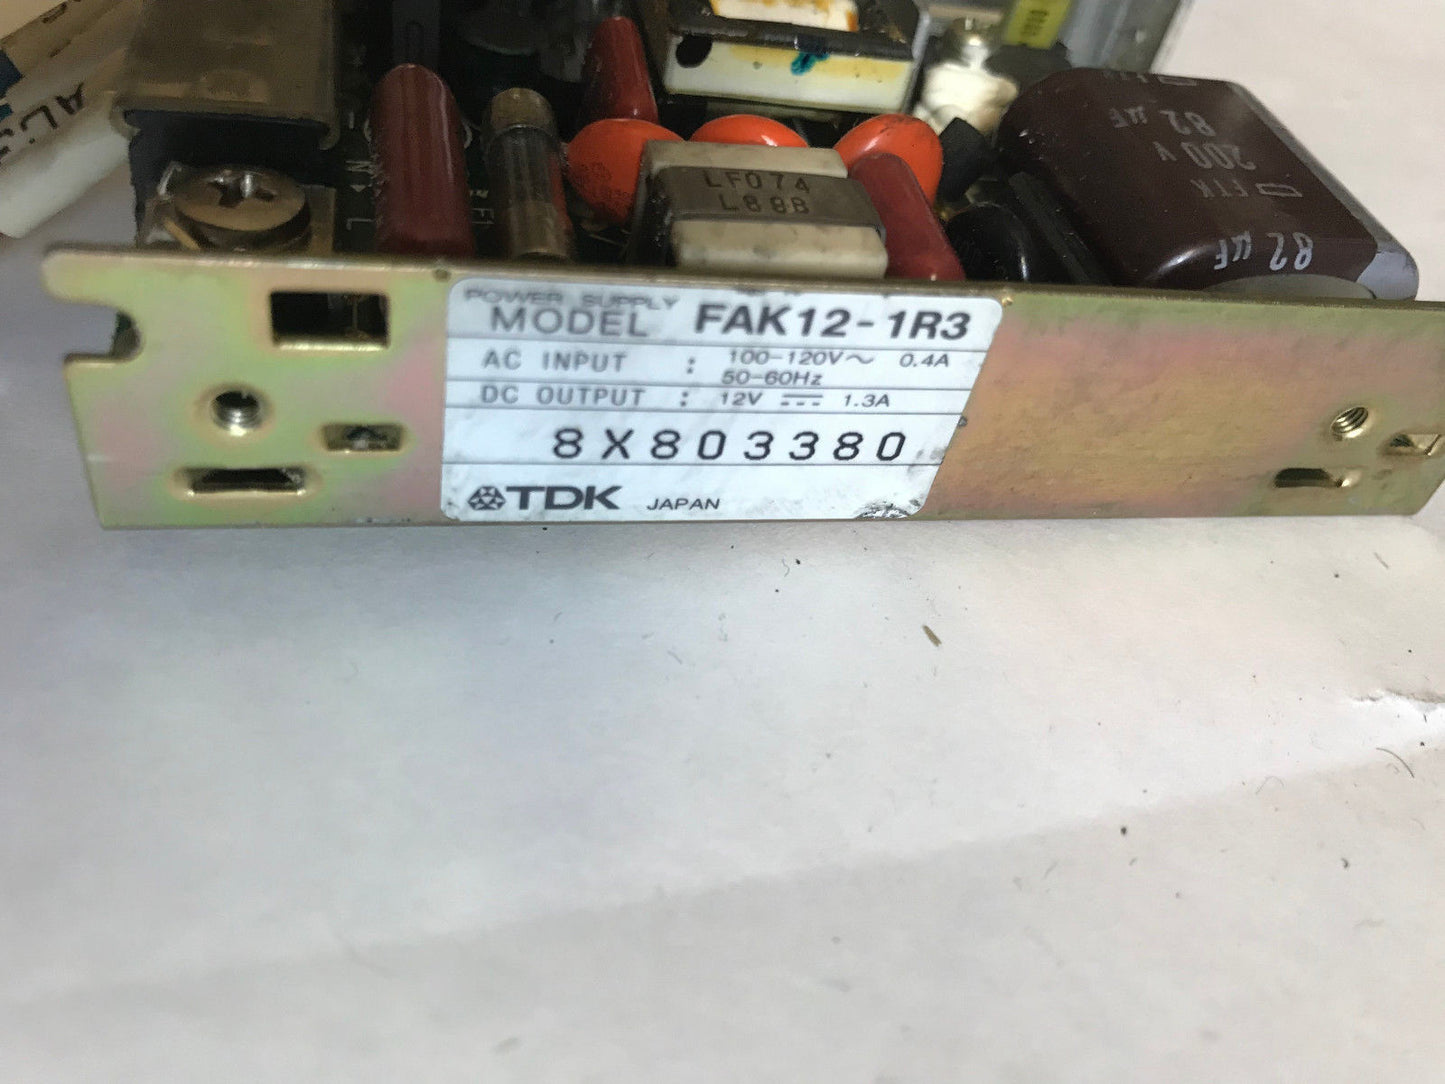 LF074
L888
82 µF
200 V
FTK
82 µF
N
L
POWER SUPPLY
MODEL FAK12-1R3
AC INPUT : 100-120V~ 0.4A
50-60Hz
DC OUTPUT : 12V ⎓ 1.3A
8X803380
TDK JAPAN